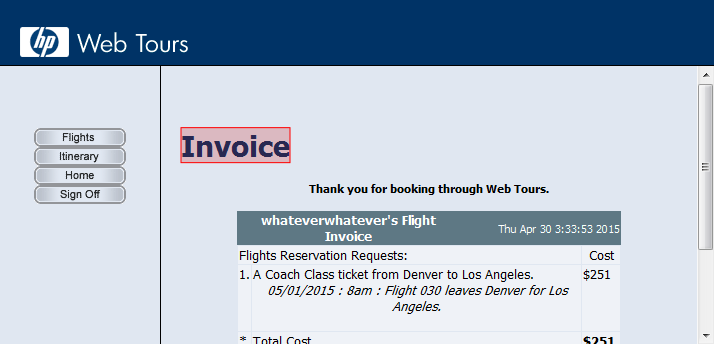 hp Web Tours
Flights
Itinerary
Home
Sign Off
Invoice
Thank you for booking through Web Tours.
whateverwhatever's Flight
Invoice
Thu Apr 30 3:33:53 2015
Flights Reservation Requests: Cost
1. A Coach Class ticket from Denver to Los Angeles. $251
05/01/2015 : 8am : Flight 030 leaves Denver for Los
Angeles.
* Total Cost $251